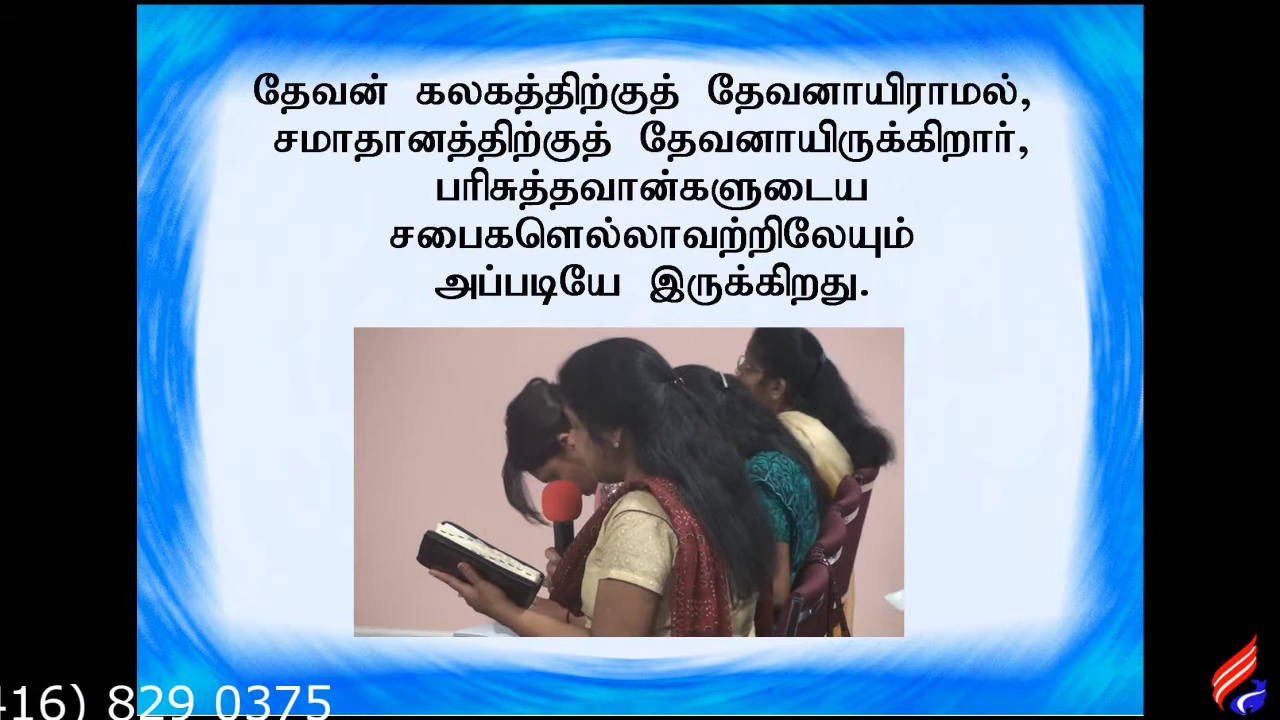 தேவன் கலகத்திற்குத் தேவனாயிராமல்,
சமாதானத்திற்குத் தேவனாயிருக்கிறார்,
பரிசுத்தவான்களுடைய
சபைகளெல்லாவற்றிலேயும்
அப்படியே இருக்கிறது.
416) 829 0375